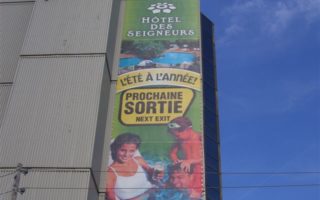 HÔTEL
DES
SEIGNEURS
L'ÉTÉ À L'ANNÉE!
PROCHAINE
SORTIE
NEXT EXIT